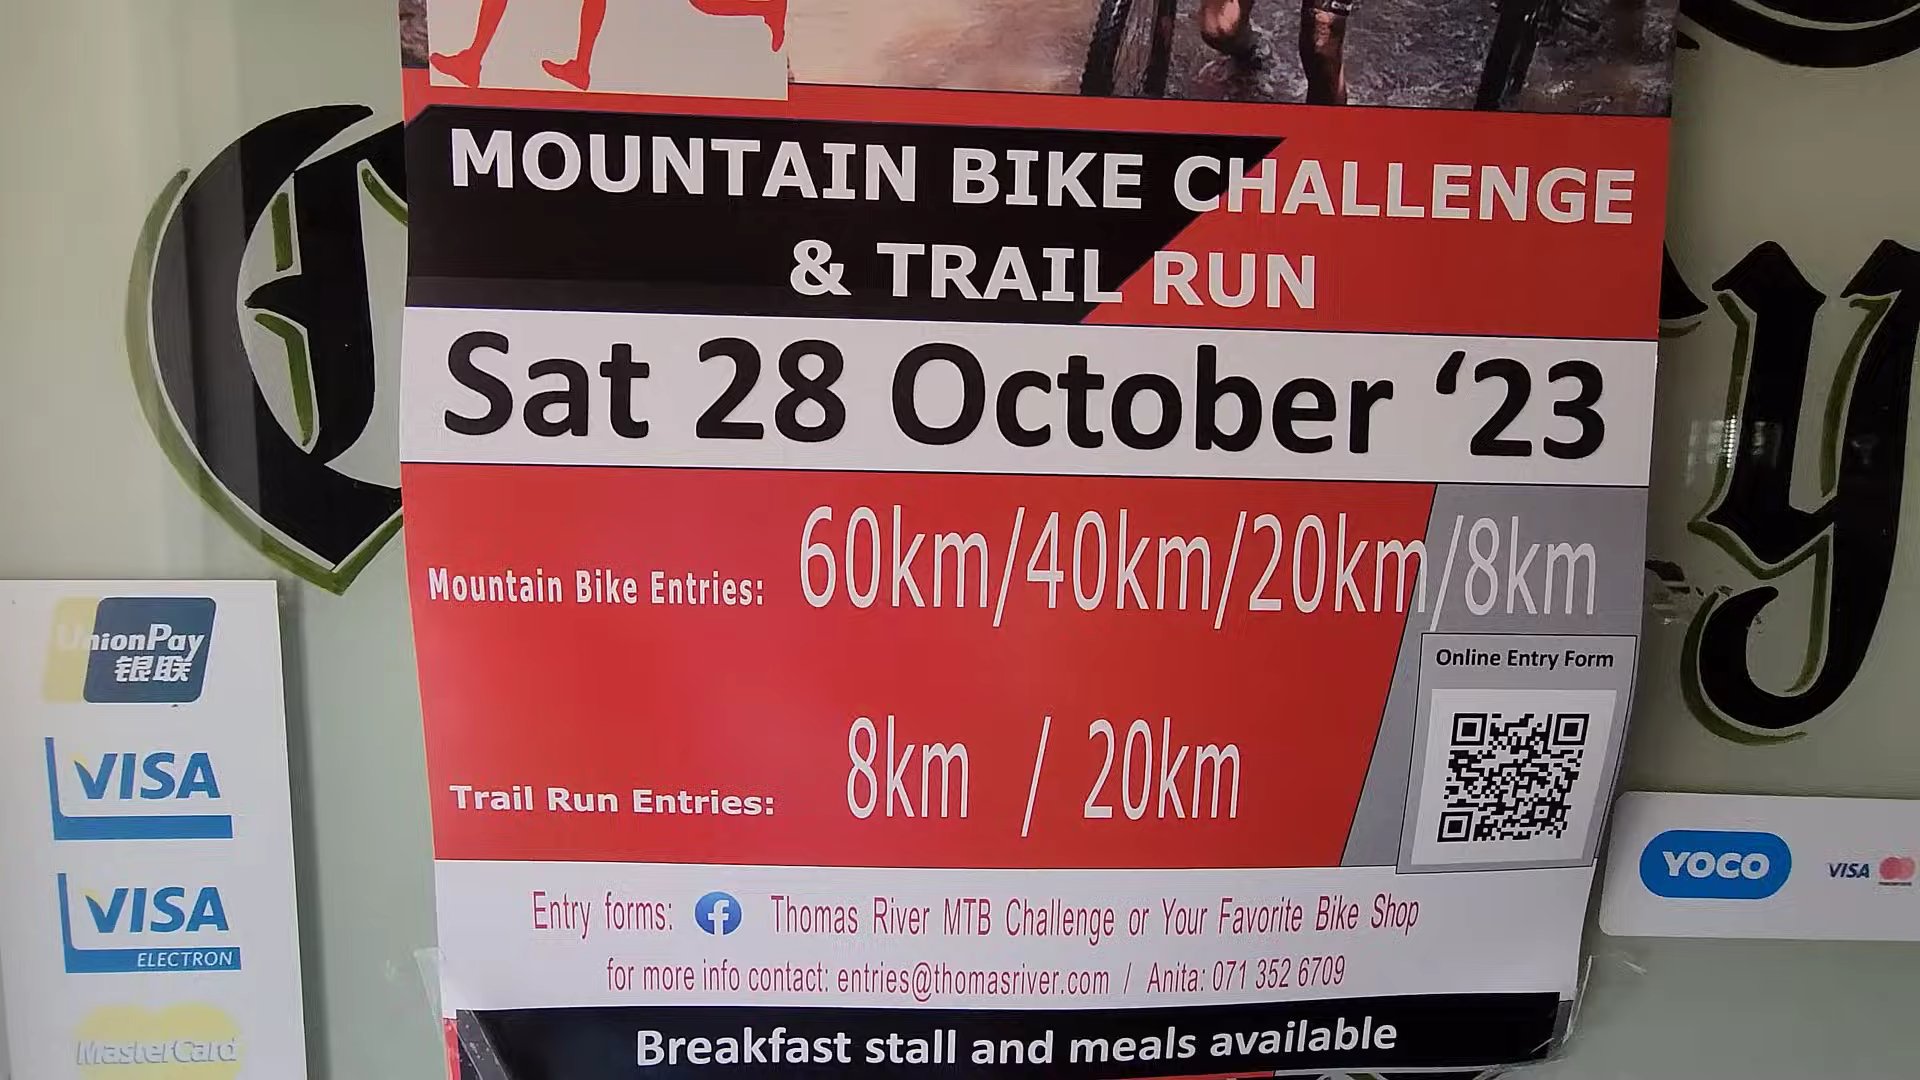 MOUNTAIN BIKE CHALLENGE
& TRAIL RUN
Sat 28 October ‘23
Mountain Bike Entries: 60km/40km/20km/8km
Online Entry Form
Trail Run Entries: 8km / 20km
Entry forms: Thomas River MTB Challenge or Your Favorite Bike Shop
for more info contact: entries@thomasriver.com / Anita: 071 352 6709
Breakfast stall and meals available
UnionPay
银联
VISA
VISA
ELECTRON
MasterCard
YOCO
VISA
y